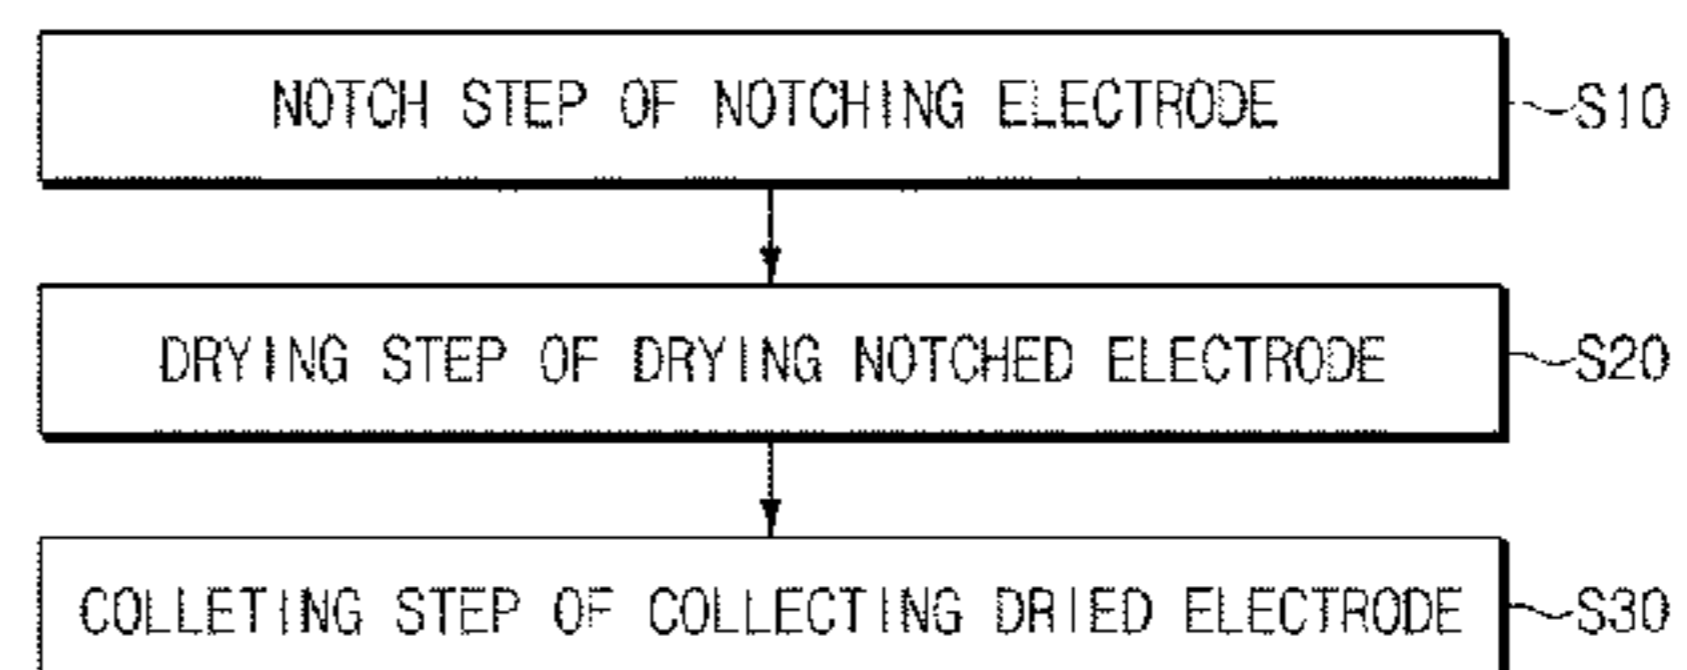 NOTCH STEP OF NOTCHING ELECTRODE S10
DRYING STEP OF DRYING NOTCHED ELECTRODE S20
COLLETING STEP OF COLLECTING DRIED ELECTRODE S30